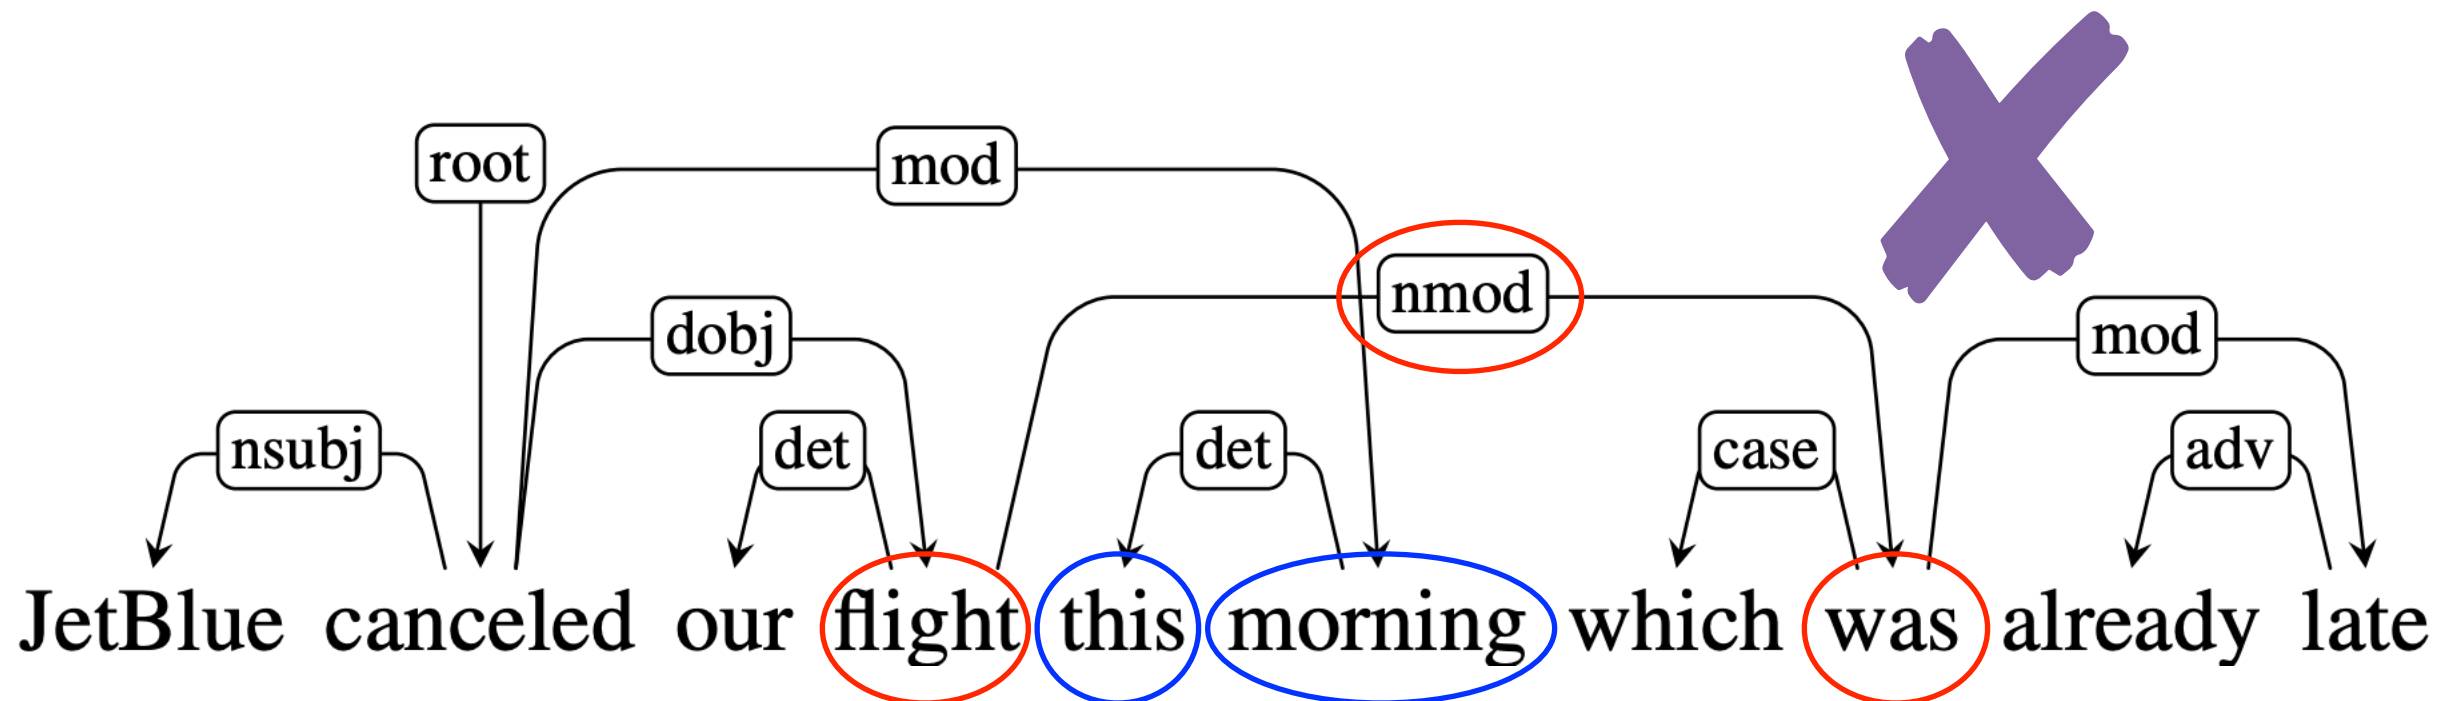 root mod
nmod
dobj mod
nsubj det det case adv
JetBlue canceled our flight this morning which was already late